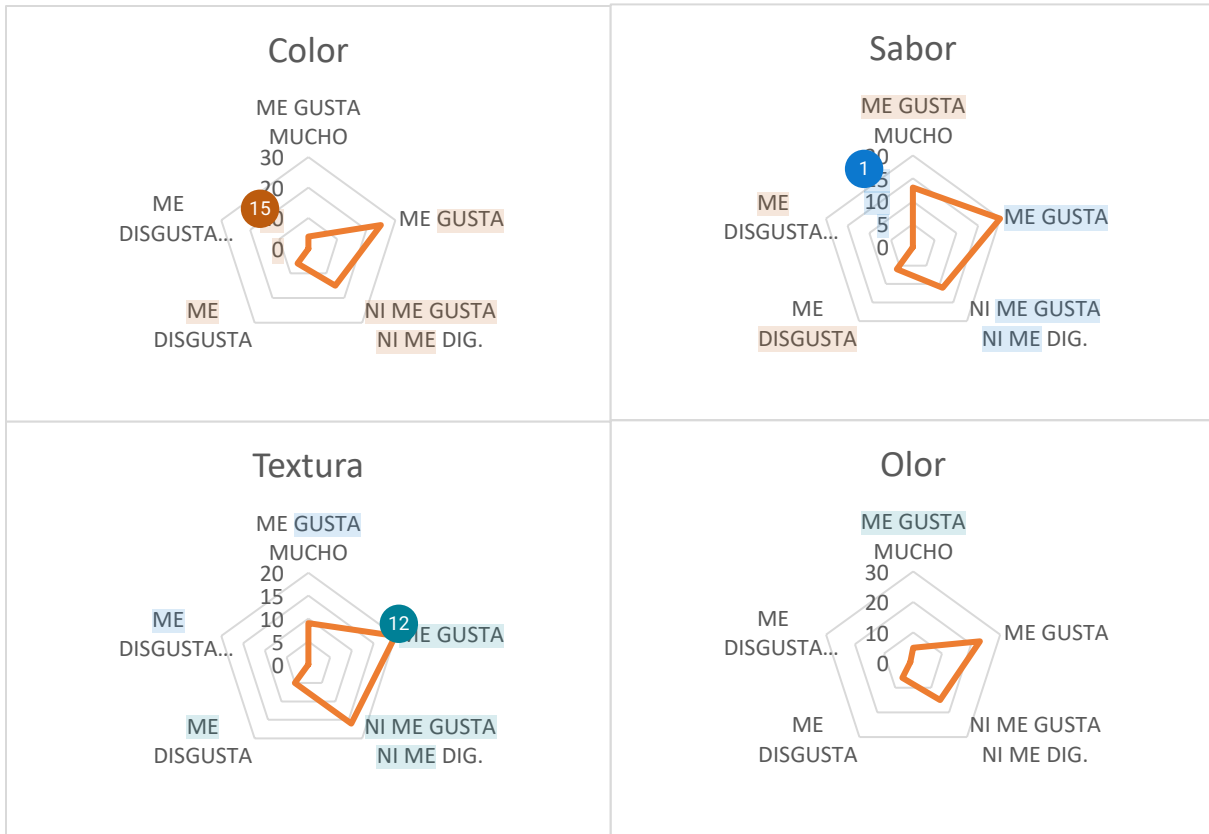 Color
ME GUSTA
MUCHO
30
20
0
15
ME
DISGUSTA...
ME GUSTA
ME
DISGUSTA
NI ME GUSTA
NI ME DIG.
Sabor
ME GUSTA
MUCHO
1
10
5
0
ME
DISGUSTA...
ME GUSTA
ME
DISGUSTA
NI ME GUSTA
NI ME DIG.
Textura
ME GUSTA
MUCHO
20
15
10
5
0
12
ME
DISGUSTA...
GUSTA
ME
DISGUSTA
NI ME GUSTA
NI ME DIG.
Olor
ME GUSTA
MUCHO
30
20
10
0
ME
DISGUSTA...
ME GUSTA
ME
DISGUSTA
NI ME GUSTA
NI ME DIG.